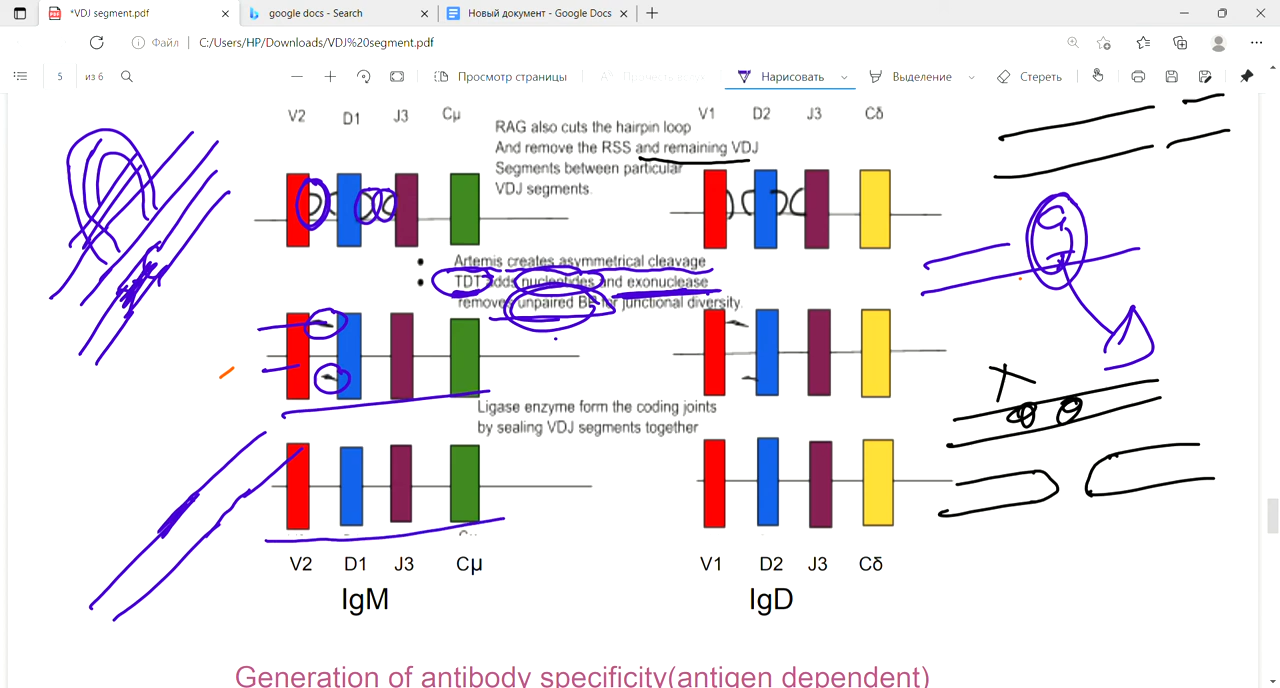 *VDJ segment.pdf
google docs - Search
Новый документ - Google Docs
Файл
C:/Users/HP/Downloads/VDJ%20segment.pdf
5 из 6
Просмотр страницы
Нарисовать
Выделение
Стереть
V2 D1 J3 Cμ
V1 D2 J3 Cδ
RAG also cuts the hairpin loop
And remove the RSS and remaining VDJ
Segments between particular
VDJ segments.
• Artemis creates asymmetrical cleavage
• TDT adds nucleotides and exonuclease
removes unpaired BP for junctional diversity.
Ligase enzyme form the coding joints
by sealing VDJ segments together
V2 D1 J3 Cμ
V1 D2 J3 Cδ
IgM
IgD
Generation of antibody specificity(antigen dependent)